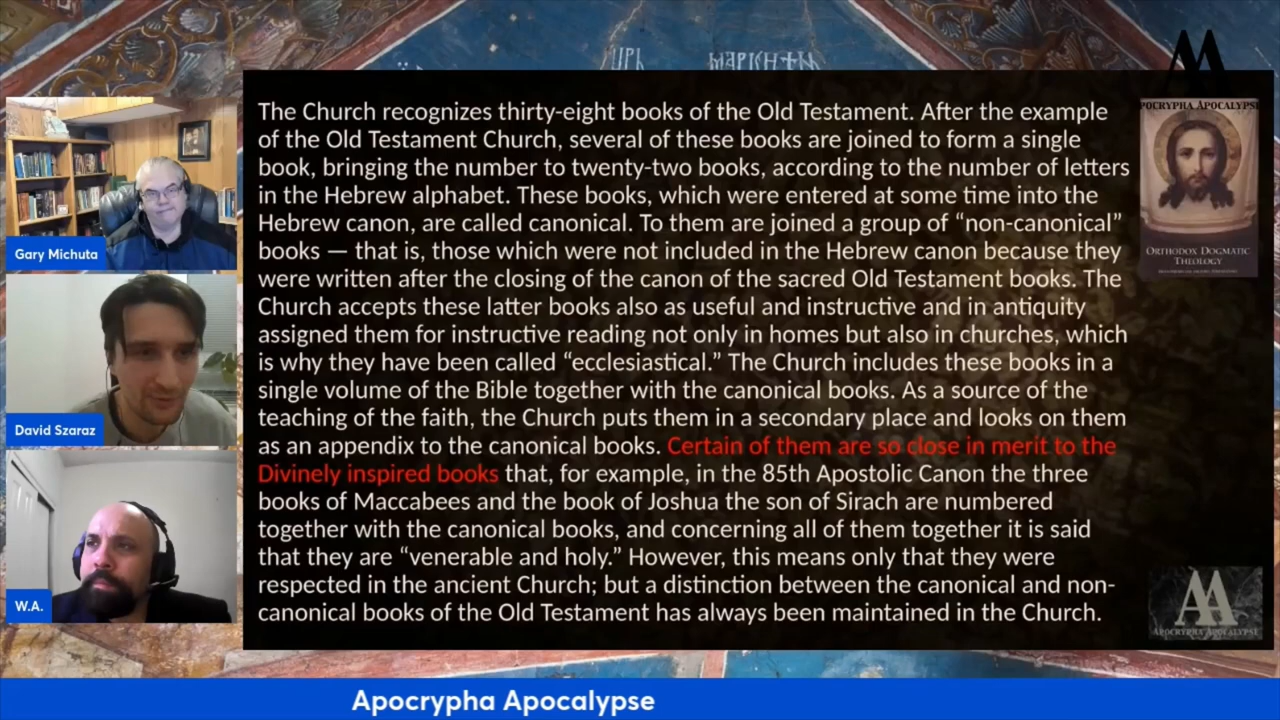 The Church recognizes thirty-eight books of the Old Testament. After the example
of the Old Testament Church, several of these books are joined to form a single
book, bringing the number to twenty-two books, according to the number of letters
in the Hebrew alphabet. These books, which were entered at some time into the
Hebrew canon, are called canonical. To them are joined a group of “non-canonical”
books — that is, those which were not included in the Hebrew canon because they
were written after the closing of the canon of the sacred Old Testament books. The
Church accepts these latter books also as useful and instructive and in antiquity
assigned them for instructive reading not only in homes but also in churches, which
is why they have been called “ecclesiastical.” The Church includes these books in a
single volume of the Bible together with the canonical books. As a source of the
teaching of the faith, the Church puts them in a secondary place and looks on them
as an appendix to the canonical books. Certain of them are so close in merit to the
Divinely inspired books that, for example, in the 85th Apostolic Canon the three
books of Maccabees and the book of Joshua the son of Sirach are numbered
together with the canonical books, and concerning all of them together it is said
that they are “venerable and holy.” However, this means only that they were
respected in the ancient Church; but a distinction between the canonical and non-
canonical books of the Old Testament has always been maintained in the Church.
AA
POCRYPHA APOCALYPSE
ORTHODOX DOGMATIC
THEOLOGY
AA
APOCRYPHA APOCALYPSE
Gary Michuta
David Szaraz
W.A.
Apocrypha Apocalypse